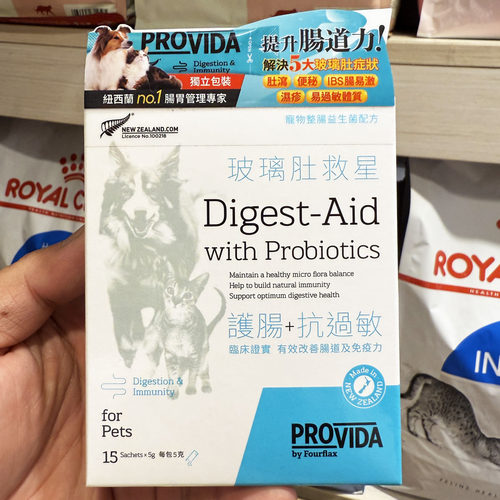 PROVIDA
Digestion &
Immunity
獨立包裝
紐西蘭 no.1 腸胃管理專家
提升腸道力!
解決5大玻璃肚症狀
肚瀉 便秘 IBS腸易激
濕疹 易過敏體質
NEW ZEALAND.COM
Licence No.100218
寵物整腸益生菌配方
玻璃肚救星
Digest-Aid
with Probiotics
Maintain a healthy micro flora balance
Help to build natural immunity
Support optimum digestive health
護腸+抗過敏
臨床證實 有效改善腸道及免疫力
Digestion &
Immunity
Made in
NEW ZEALAND
for
Pets
15 Sachets x 5g 每包5克
PROVIDA
by Fourflax
ROYAL C
ROYA
IN